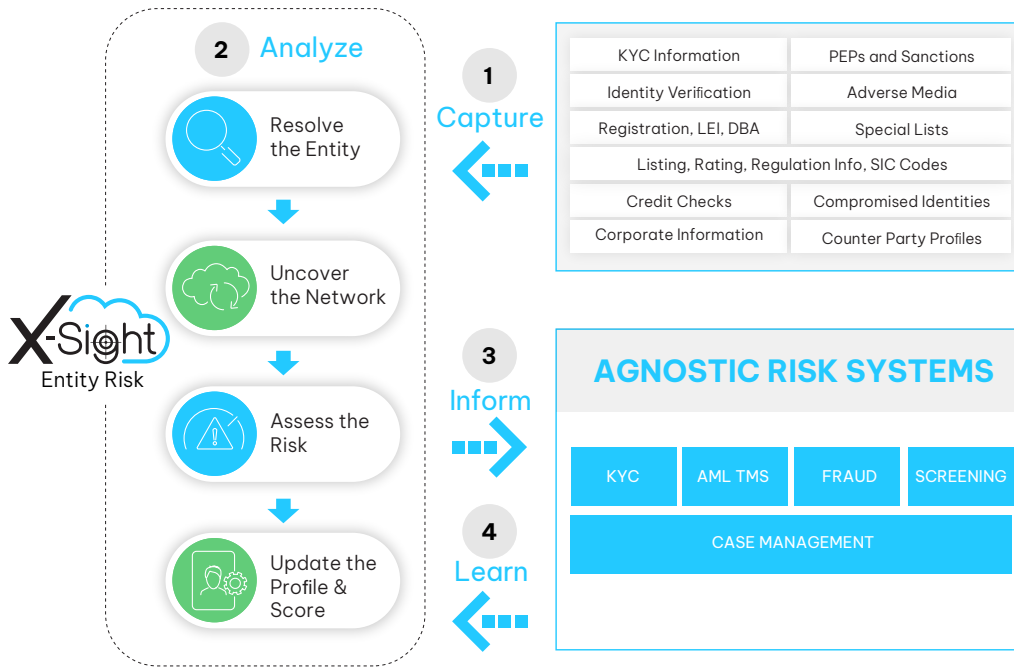 2 Analyze
Resolve
the Entity
Uncover
the Network
Assess the
Risk
Update the
Profile &
Score
X-Sight
Entity Risk
1
Capture
KYC Information
PEPs and Sanctions
Identity Verification
Adverse Media
Registration, LEI, DBA
Special Lists
Listing, Rating, Regulation Info, SIC Codes
Credit Checks
Compromised Identities
Corporate Information
Counter Party Profiles
3
Inform
4
Learn
AGNOSTIC RISK SYSTEMS
KYC
AML TMS
FRAUD
SCREENING
CASE MANAGEMENT